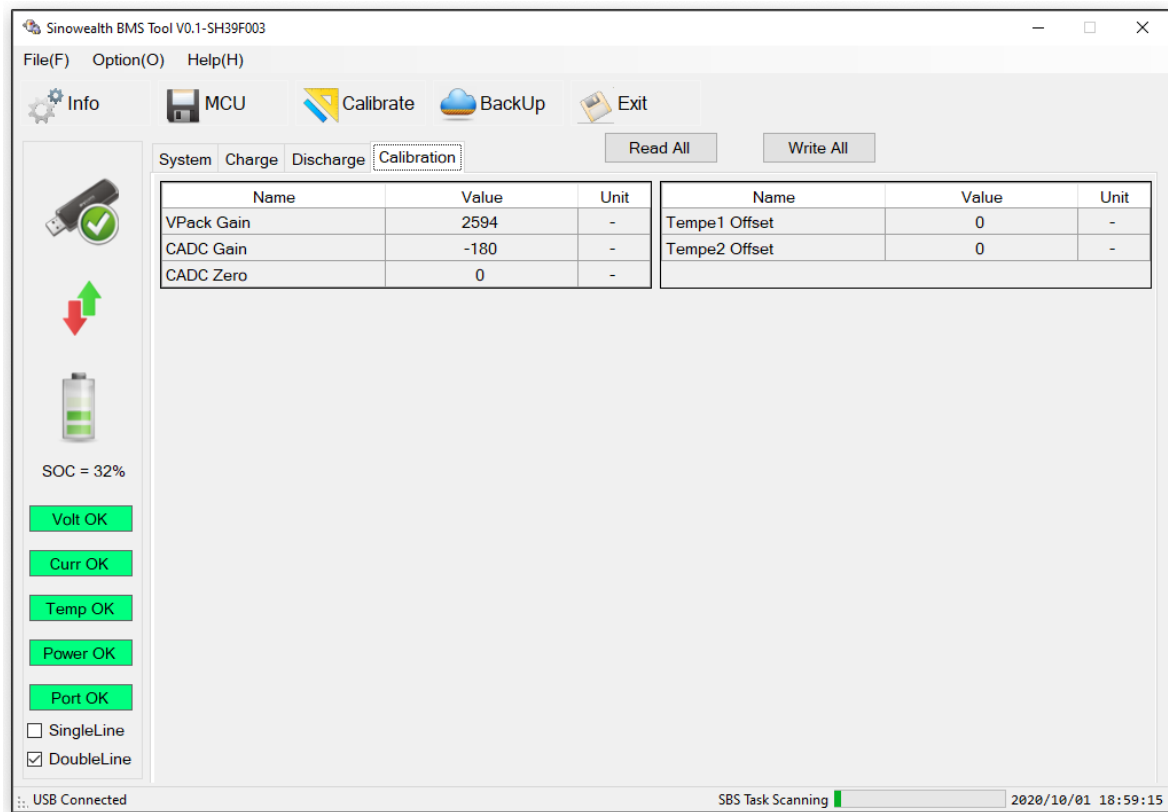 Sinowealth BMS Tool V0.1-SH39F003
File(F) Option(O) Help(H)
Info MCU Calibrate BackUp Exit
Read All Write All
System Charge Discharge Calibration
Name Value Unit Name Value Unit
VPack Gain 2594 - Tempe1 Offset 0 -
CADC Gain -180 - Tempe2 Offset 0 -
CADC Zero 0 -
SOC = 32%
Volt OK
Curr OK
Temp OK
Power OK
Port OK
SingleLine
DoubleLine
USB Connected SBS Task Scanning 2020/10/01 18:59:15